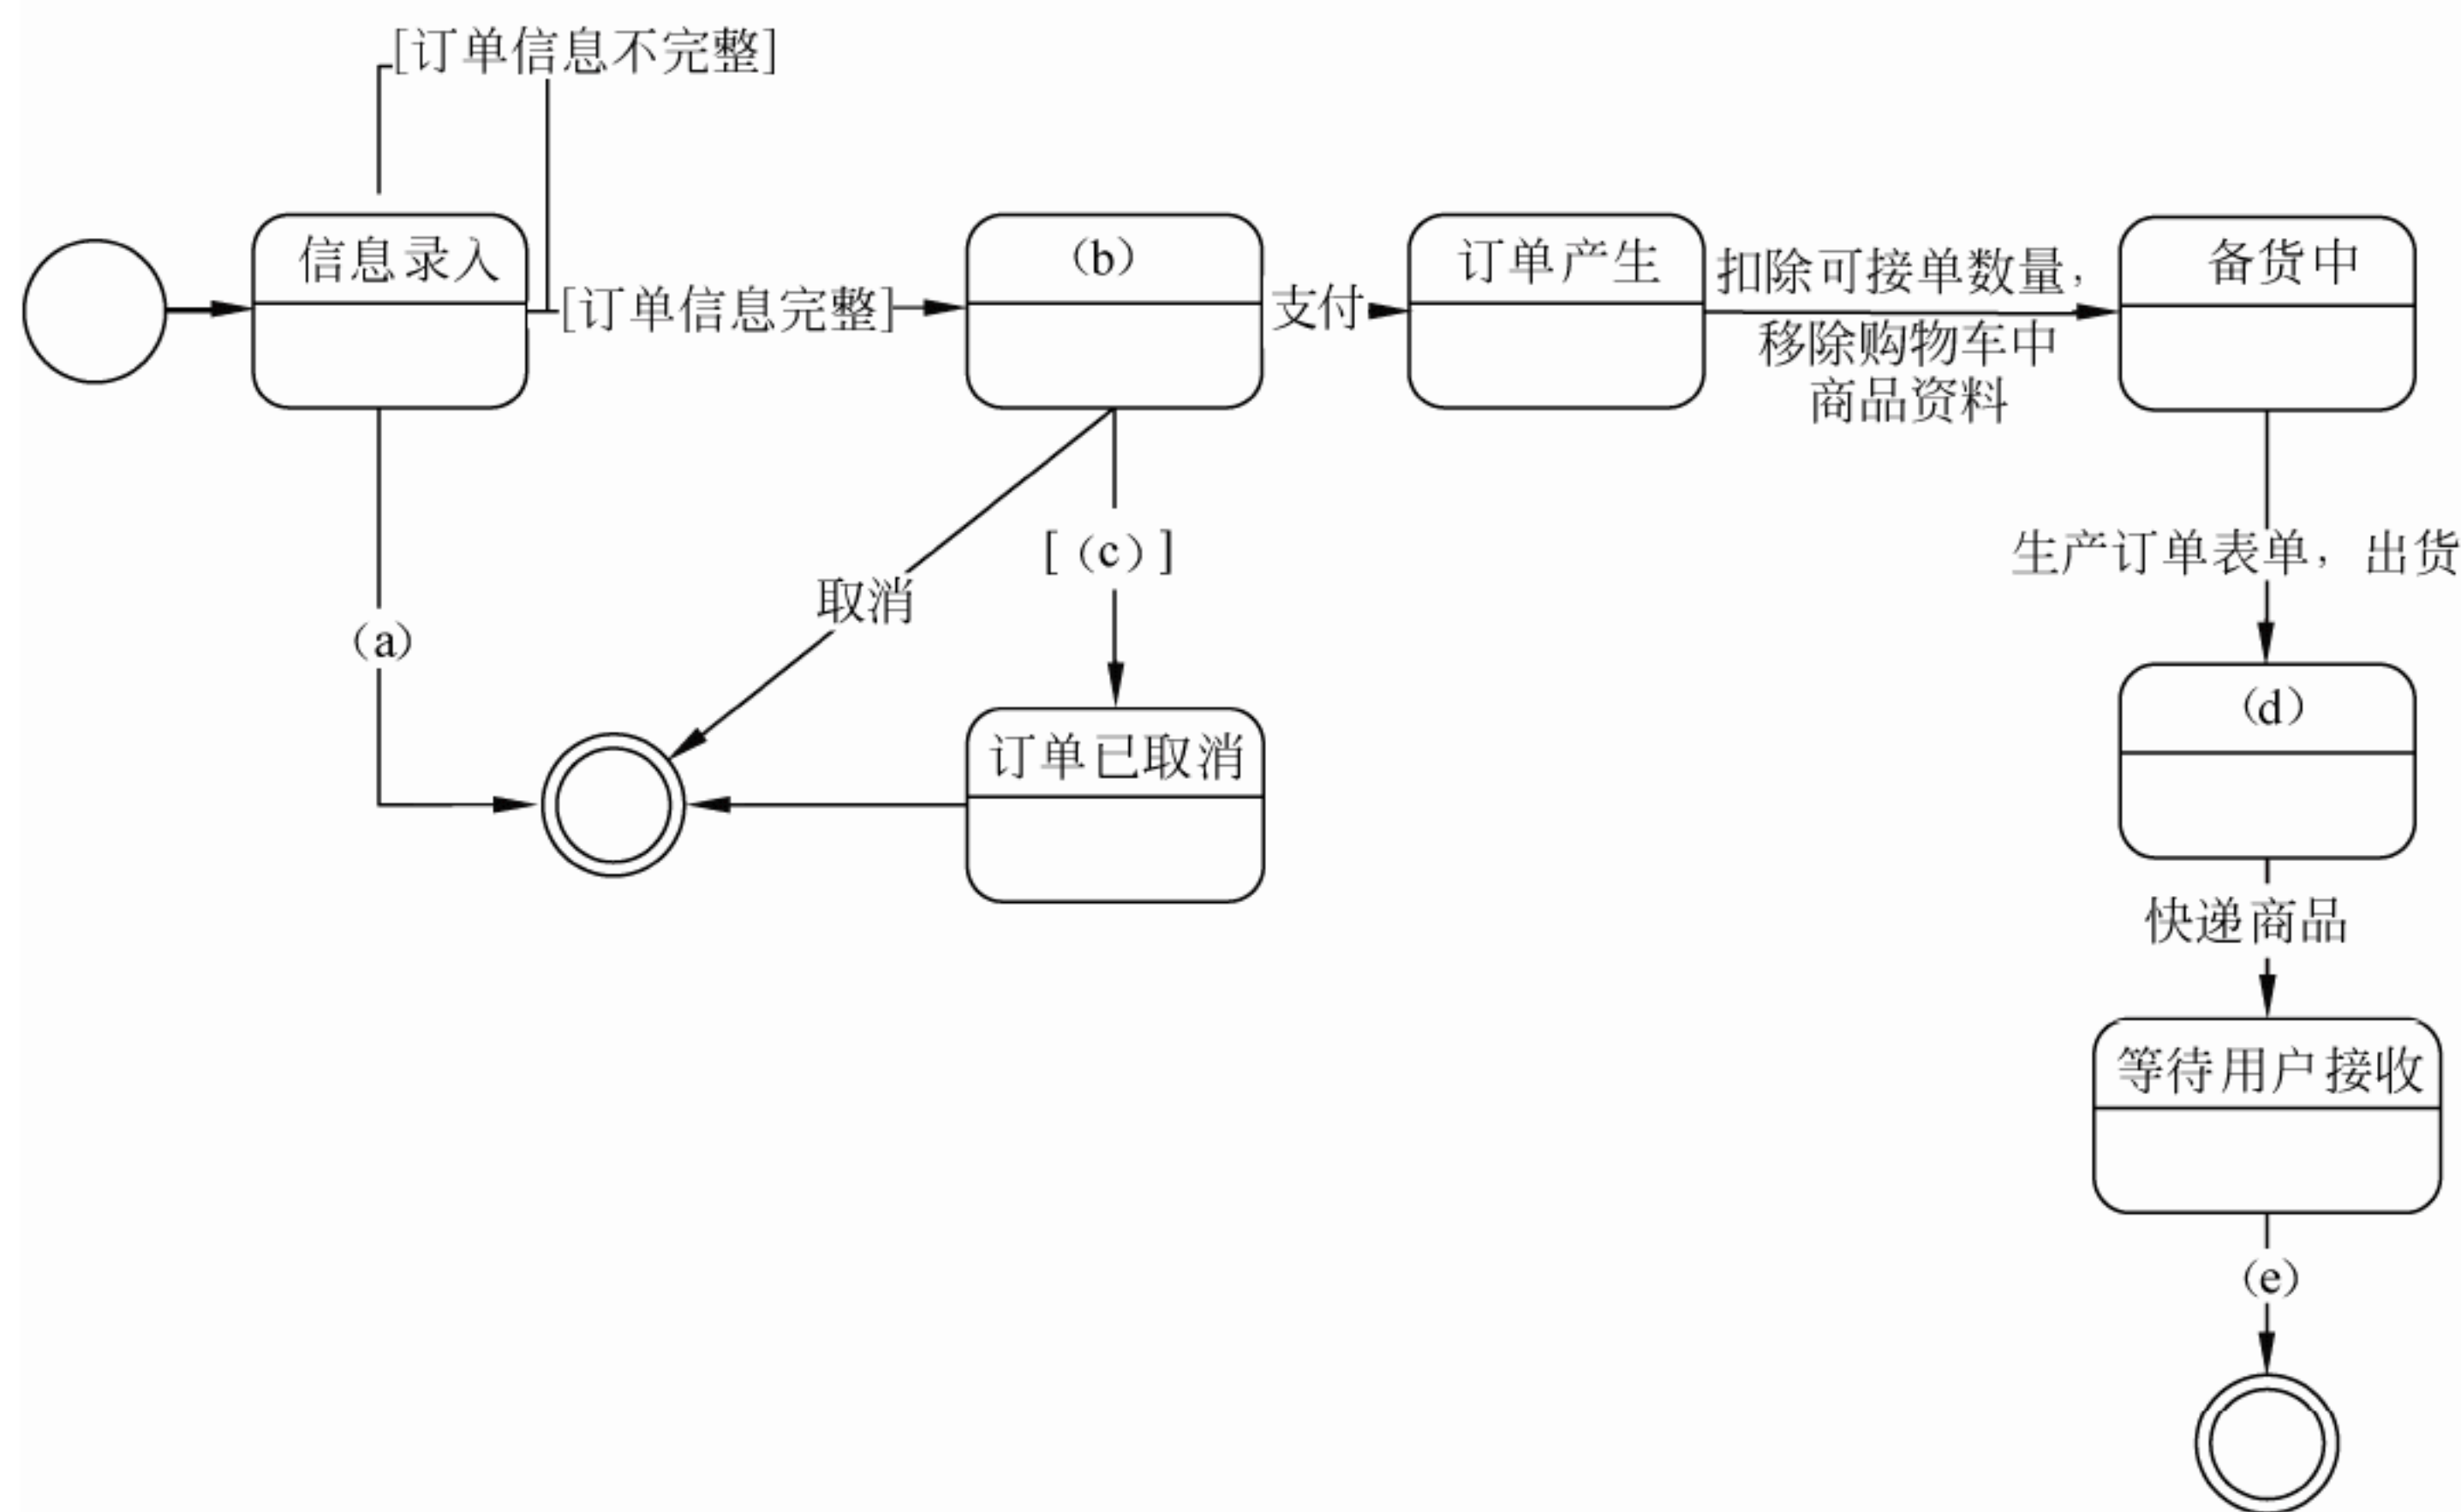 [订单信息不完整]
信息录入
[订单信息完整]
(b)
支付
订单产生
扣除可接单数量，
移除购物车中
商品资料
备货中
取消
[(c)]
生产订单表单，出货
(a)
订单已取消
(d)
快递商品
等待用户接收
(e)